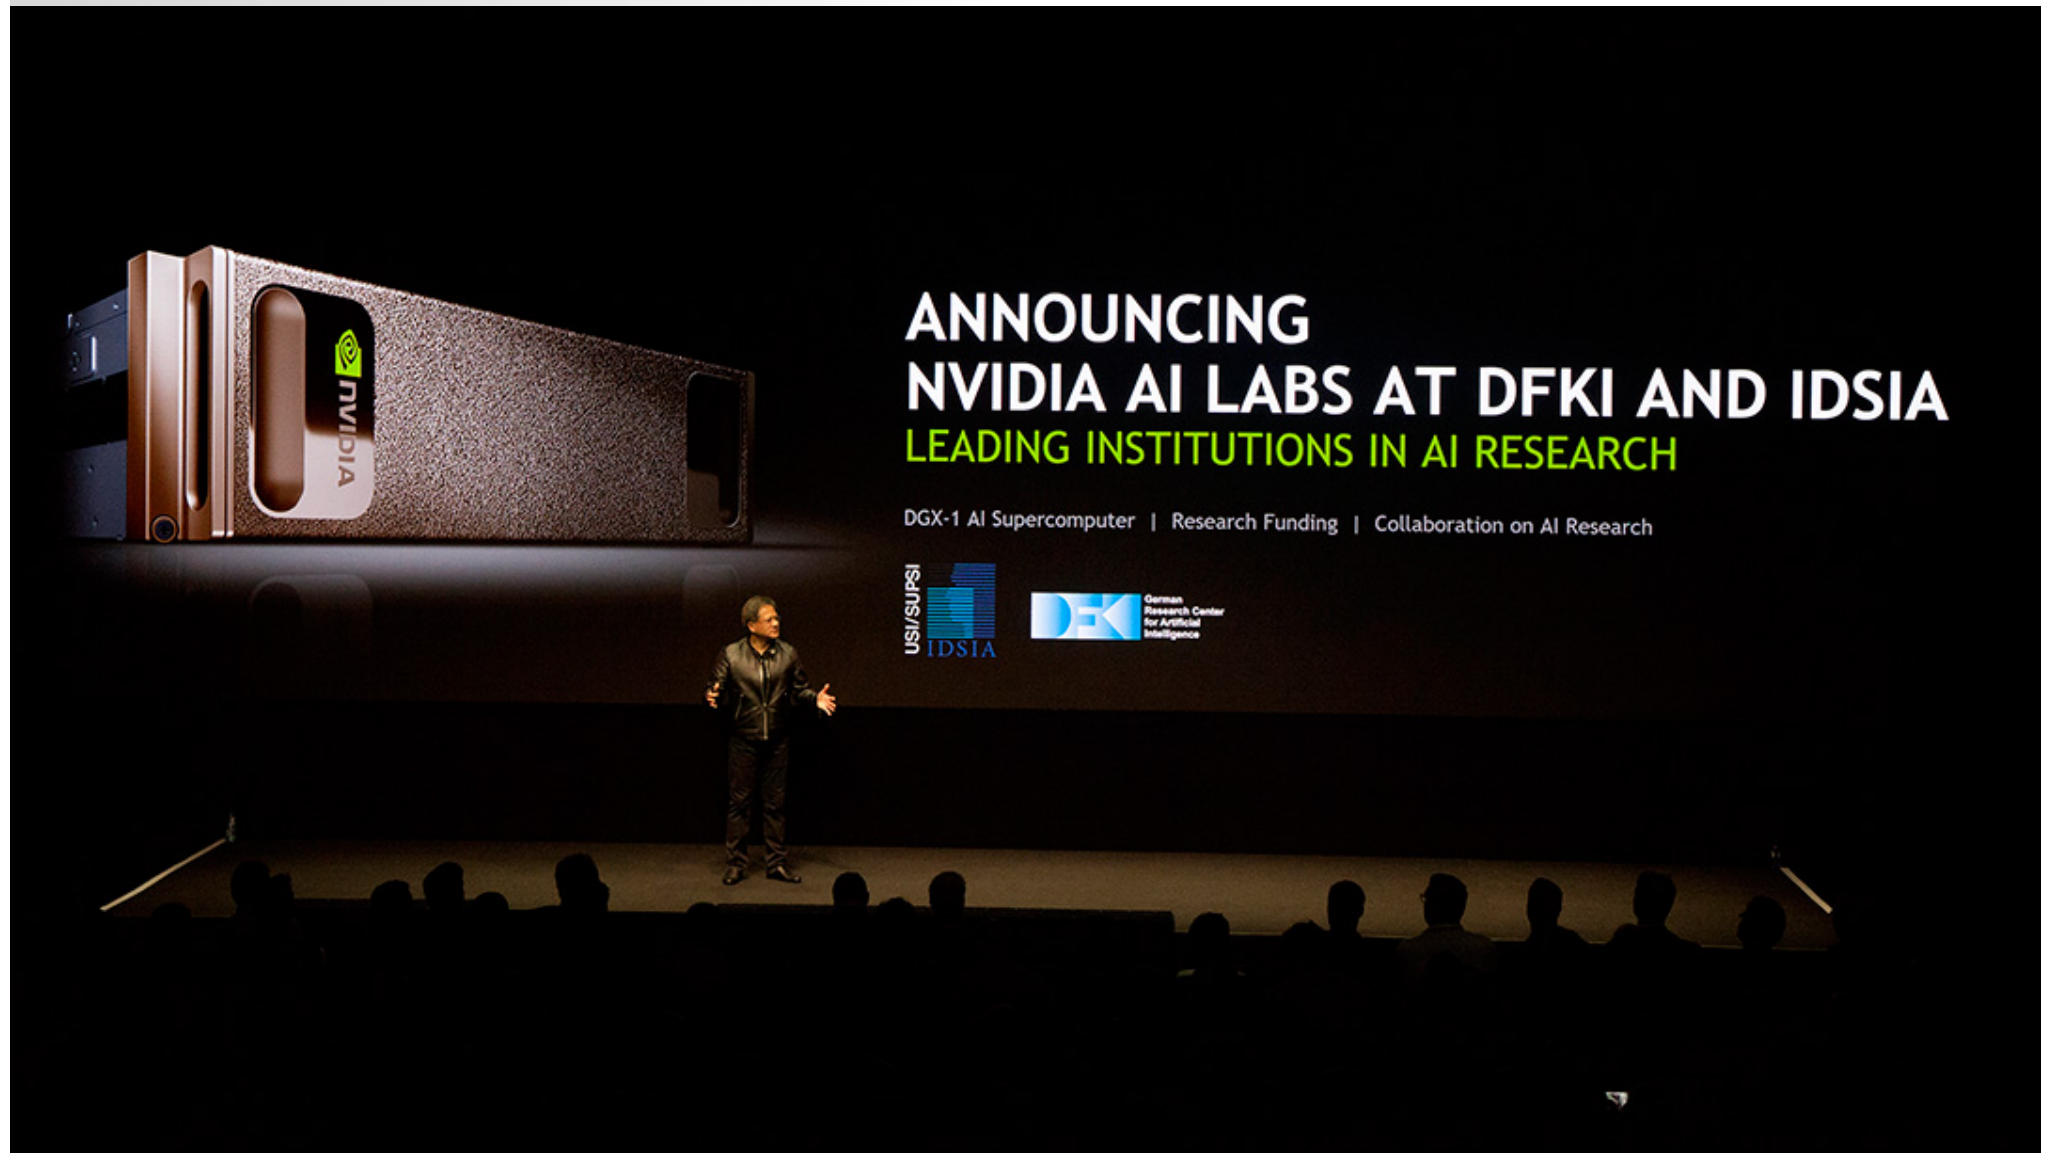 NVIDIA
ANNOUNCING
NVIDIA AI LABS AT DFKI AND IDSIA
LEADING INSTITUTIONS IN AI RESEARCH
DGX-1 AI Supercomputer | Research Funding | Collaboration on AI Research
USI/SUPSI
IDSIA
DFKI
German
Research Center
for Artificial
Intelligence